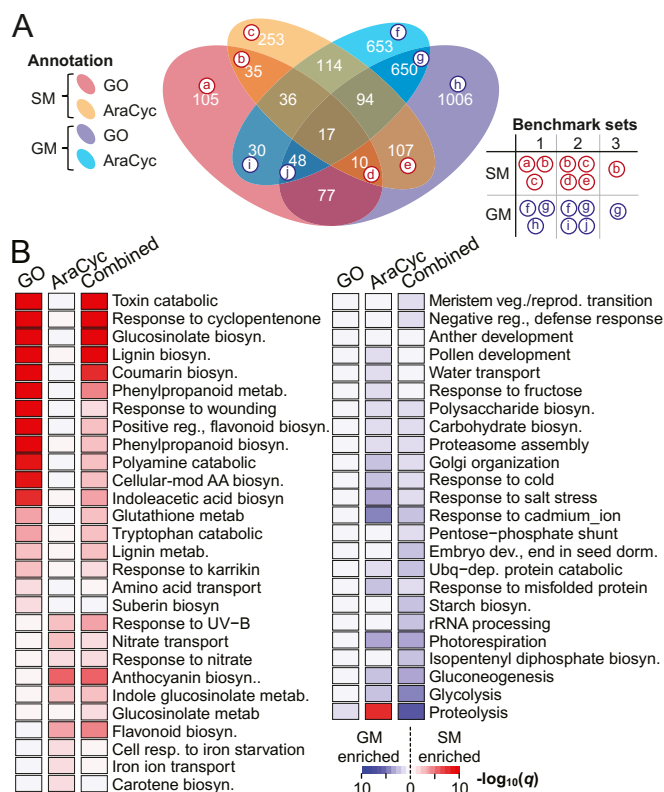 A
Annotation
SM
GO
AraCyc
GM
GO
AraCyc
c
253
b
35
a
105
114
f
653
g
650
h
1006
36
94
17
30
i
48
j
10
d
107
e
77
Benchmark sets
1 2 3
SM a b c b c d e b
GM f g h f g i j g
B
GO AraCyc Combined
Toxin catabolic
Response to cyclopentenone
Glucosinolate biosyn.
Lignin biosyn.
Coumarin biosyn.
Phenylpropanoid metab.
Response to wounding
Positive reg., flavonoid biosyn.
Phenylpropanoid biosyn.
Polyamine catabolic
Cellular-mod AA biosyn.
Indoleacetic acid biosyn
Glutathione metab
Tryptophan catabolic
Lignin metab.
Response to karrikin
Amino acid transport
Suberin biosyn
Response to UV−B
Nitrate transport
Response to nitrate
Anthocyanin biosyn..
Indole glucosinolate metab.
Glucosinolate metab
Flavonoid biosyn.
Cell resp. to iron starvation
Iron ion transport
Carotene biosyn.
GO AraCyc Combined
Meristem veg./reprod. transition
Negative reg., defense response
Anther development
Pollen development
Water transport
Response to fructose
Polysaccharide biosyn.
Carbohydrate biosyn.
Proteasome assembly
Golgi organization
Response to cold
Response to salt stress
Response to cadmium_ion
Pentose−phosphate shunt
Embryo dev., end in seed dorm.
Ubq-dep. protein catabolic
Response to misfolded protein
Starch biosyn.
rRNA processing
Photorespiration
Isopentenyl diphosphate biosyn.
Gluconeogenesis
Glycolysis
Proteolysis
GM enriched
SM enriched
10 0 10
-log10(q)